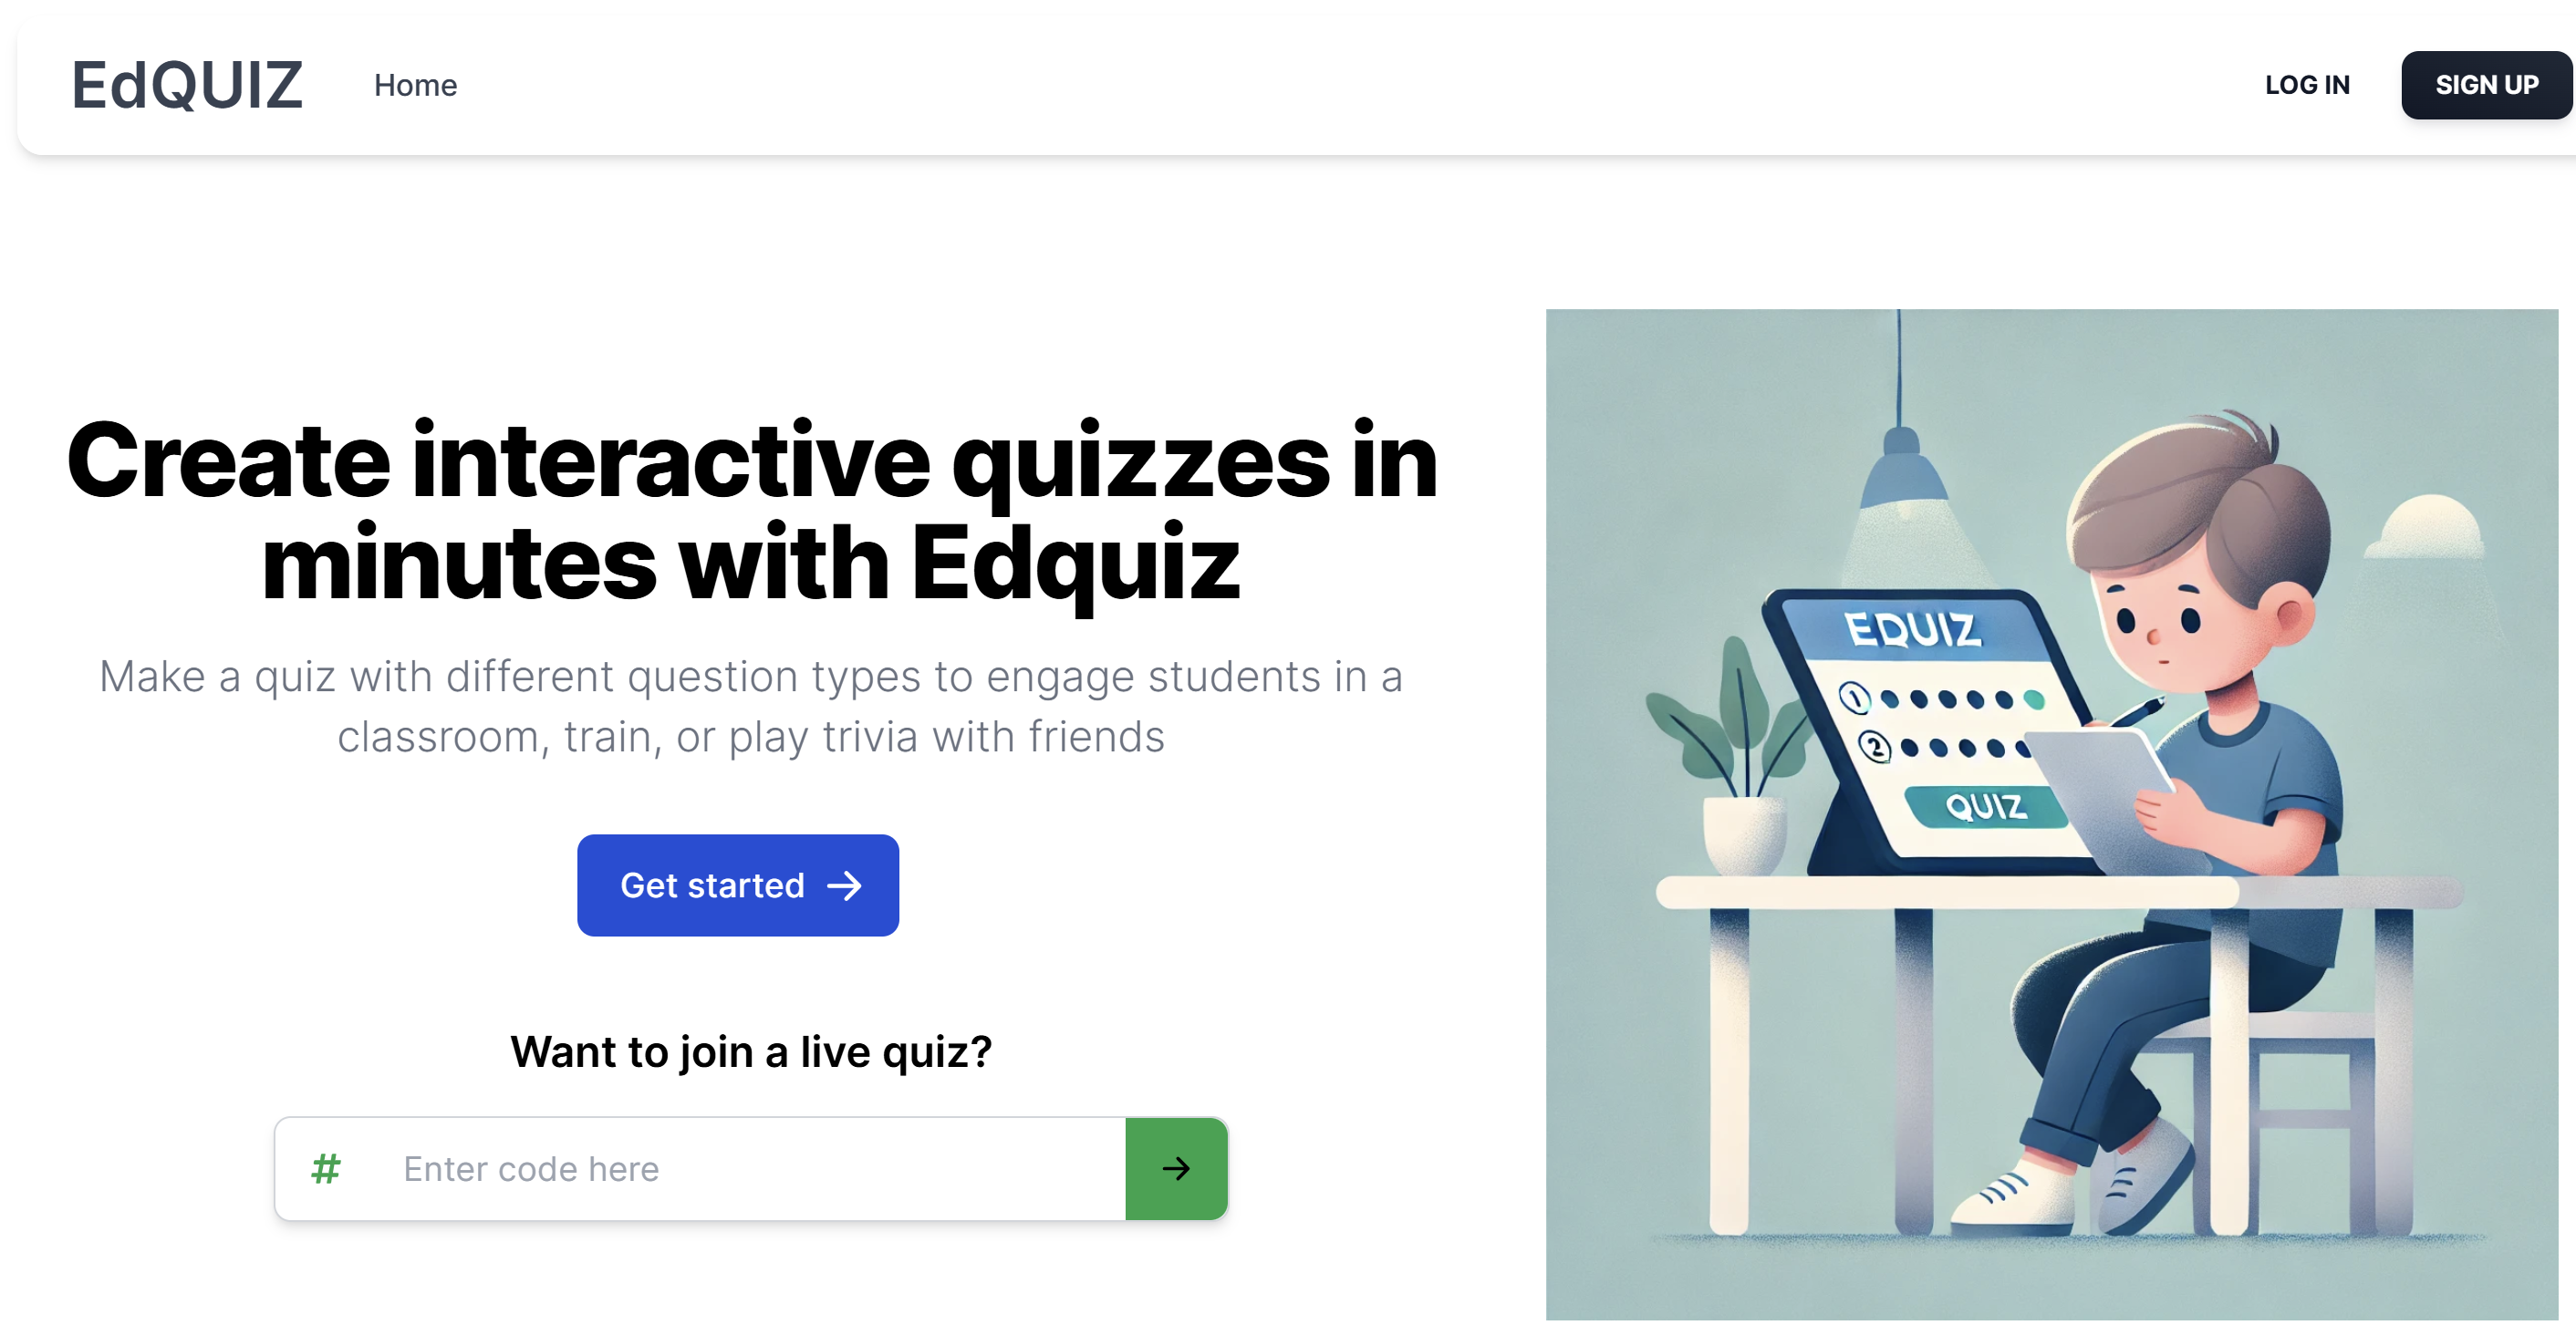 EdQUIZ
Home
LOG IN
SIGN UP
Create interactive quizzes in
minutes with Edquiz
Make a quiz with different question types to engage students in a
classroom, train, or play trivia with friends
Get started →
Want to join a live quiz?
# Enter code here →
EDUIZ
1
2
QUIZ